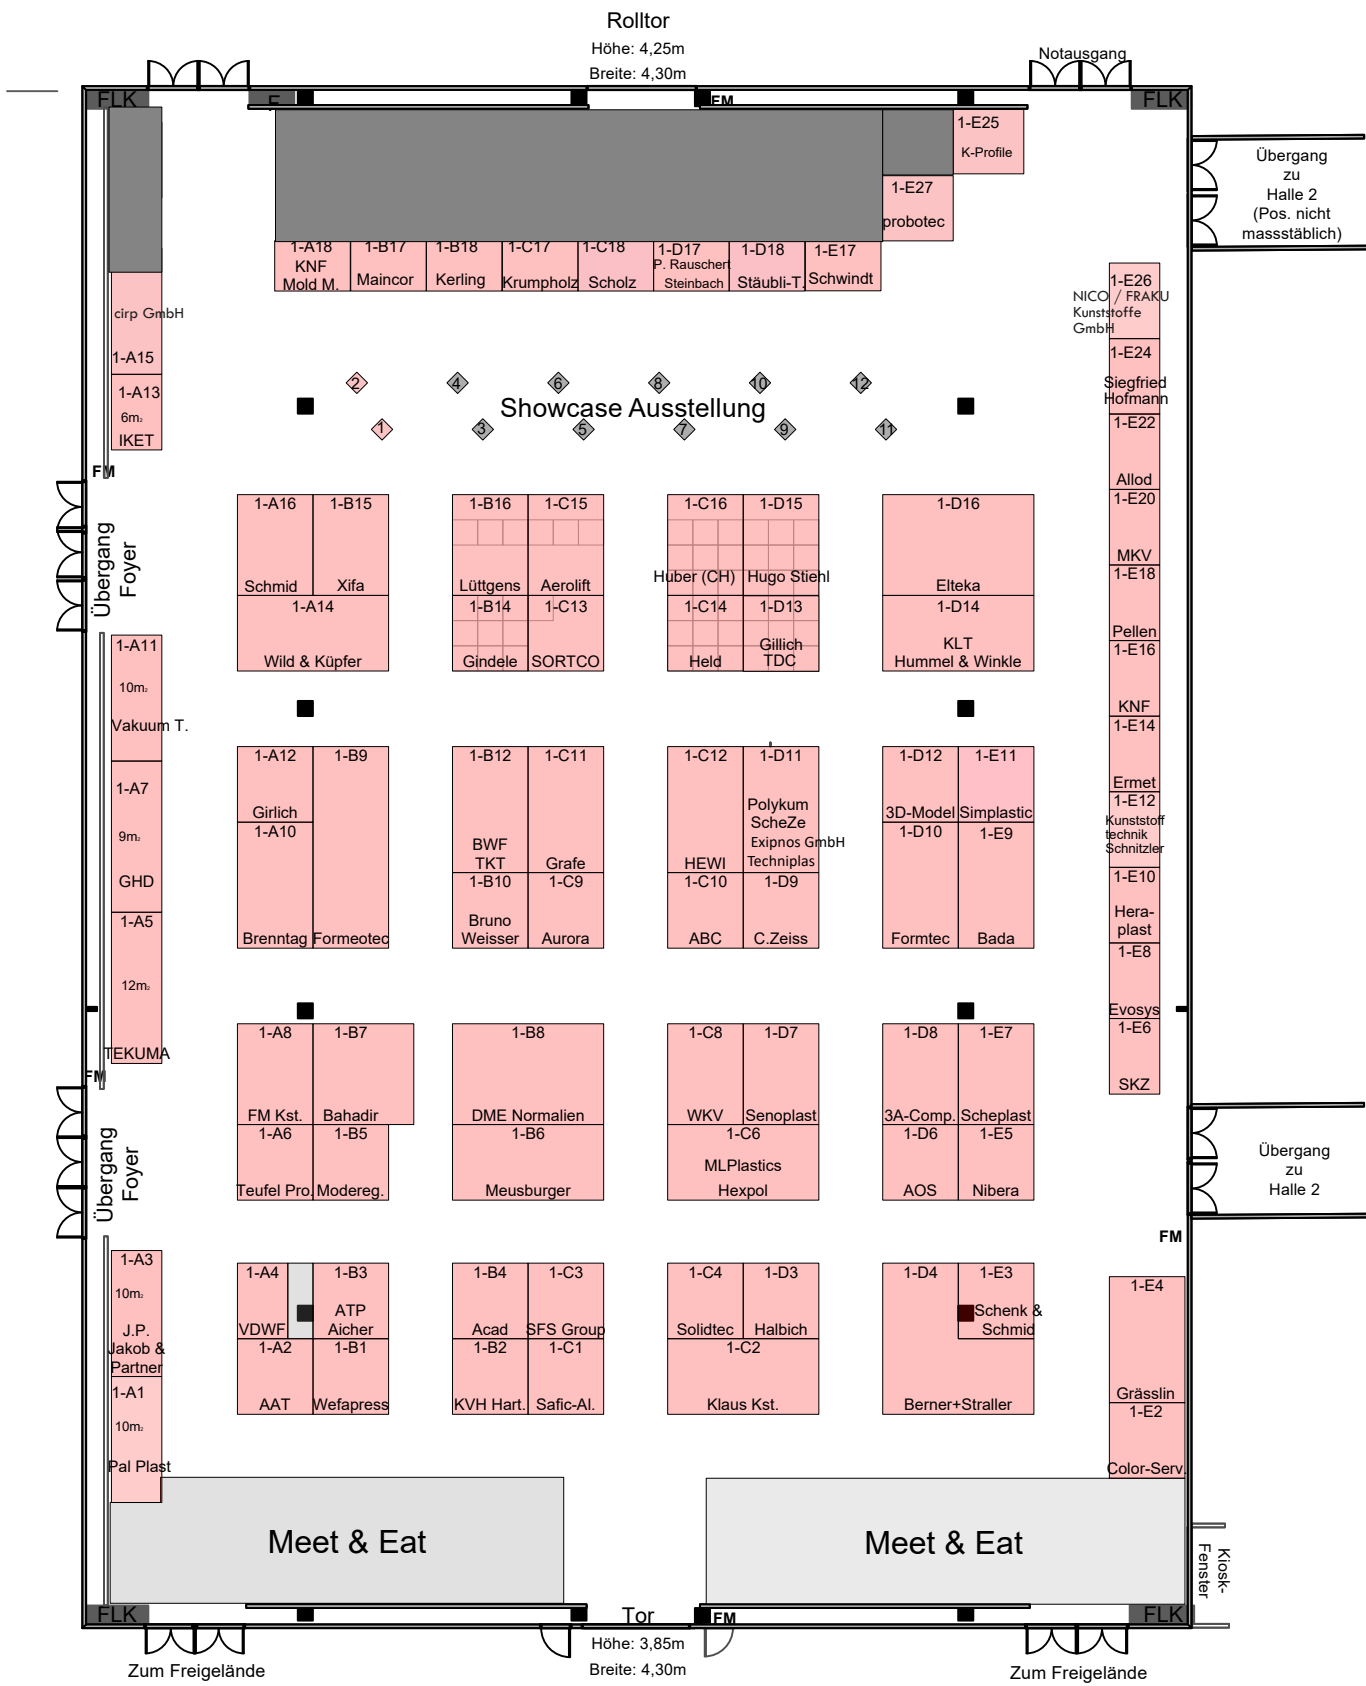 Rolltor
Höhe: 4,25m
Breite: 4,30m
Notausgang
FLK
F
FM
FLK
1-E25
K-Profile
Übergang
zu
Halle 2
(Pos. nicht
massstäblich)
1-E27
probotec
1-A18
KNF
Mold M.
1-B17
Maincor
1-B18
Kerling
1-C17
Krumpholz
1-C18
Scholz
1-D17
P. Rauschert
Steinbach
1-D18
Stäubli-T.
1-E17
Schwindt
cirp GmbH
1-A15
1-A13
6m²
IKET
FM
1-E26
NICO / FRAKU
Kunststoffe
GmbH
1-E24
Siegfried
Hofmann
1-E22
Allod
1-E20
MKV
1-E18
Pellen
1-E16
KNF
1-E14
Ermet
1-E12
Kunststoff
technik
Schnitzler
1-E10
Hera-
plast
1-E8
Evosys
1-E6
SKZ
2
4
6
8
10
12
Showcase Ausstellung
1
3
5
7
9
11
Übergang
Foyer
1-A16
Schmid
1-B15
Xifa
1-A14
Wild & Küpfer
1-B16
Lüttgens
1-C15
Aerolift
1-B14
Gindele
1-C13
SORTCO
1-C16
Huber (CH)
1-D15
Hugo Stiehl
1-C14
Held
1-D13
Gillich
TDC
1-D16
Elteka
1-D14
KLT
Hummel & Winkle
1-A11
10m²
Vakuum T.
1-A7
9m²
GHD
1-A5
12m²
TEKUMA
FM
1-A12
Girlich
1-A10
Brenntag
1-B9
Formeotec
1-B12
BWF
TKT
1-C11
Grafe
1-B10
Bruno
Weisser
1-C9
Aurora
1-C12
HEWI
1-D11
Polykum
ScheZe
Exipnos GmbH
Techniplas
1-C10
ABC
1-D9
C.Zeiss
1-D12
3D-Model
1-E11
Simplastic
1-D10
Formtec
1-E9
Bada
Übergang
Foyer
1-A8
FM Kst.
1-B7
Bahadir
1-A6
Teufel Pro.
1-B5
Modereg.
1-B8
DME Normalien
1-B6
Meusburger
1-C8
WKV
1-D7
Senoplast
1-C6
MLPlastics
Hexpol
1-D8
3A-Comp.
1-E7
Scheplast
1-D6
AOS
1-E5
Nibera
Übergang
zu
Halle 2
FM
1-A3
10m²
J.P.
Jakob &
Partner
1-A1
10m²
Pal Plast
1-A4
VDWF
1-B3
ATP
Aicher
1-A2
AAT
1-B1
Wefapress
1-B4
Acad
1-C3
SFS Group
1-B2
KVH Hart.
1-C1
Safic-Al.
1-C4
Solidtec
1-D3
Halbich
1-C2
Klaus Kst.
1-D4
Berner+Straller
1-E3
Schenk &
Schmid
1-E4
Grässlin
1-E2
Color-Serv.
Meet & Eat
Meet & Eat
Kiosk-
Fenster
FLK
Tor
FM
FLK
Höhe: 3,85m
Breite: 4,30m
Zum Freigelände
Zum Freigelände